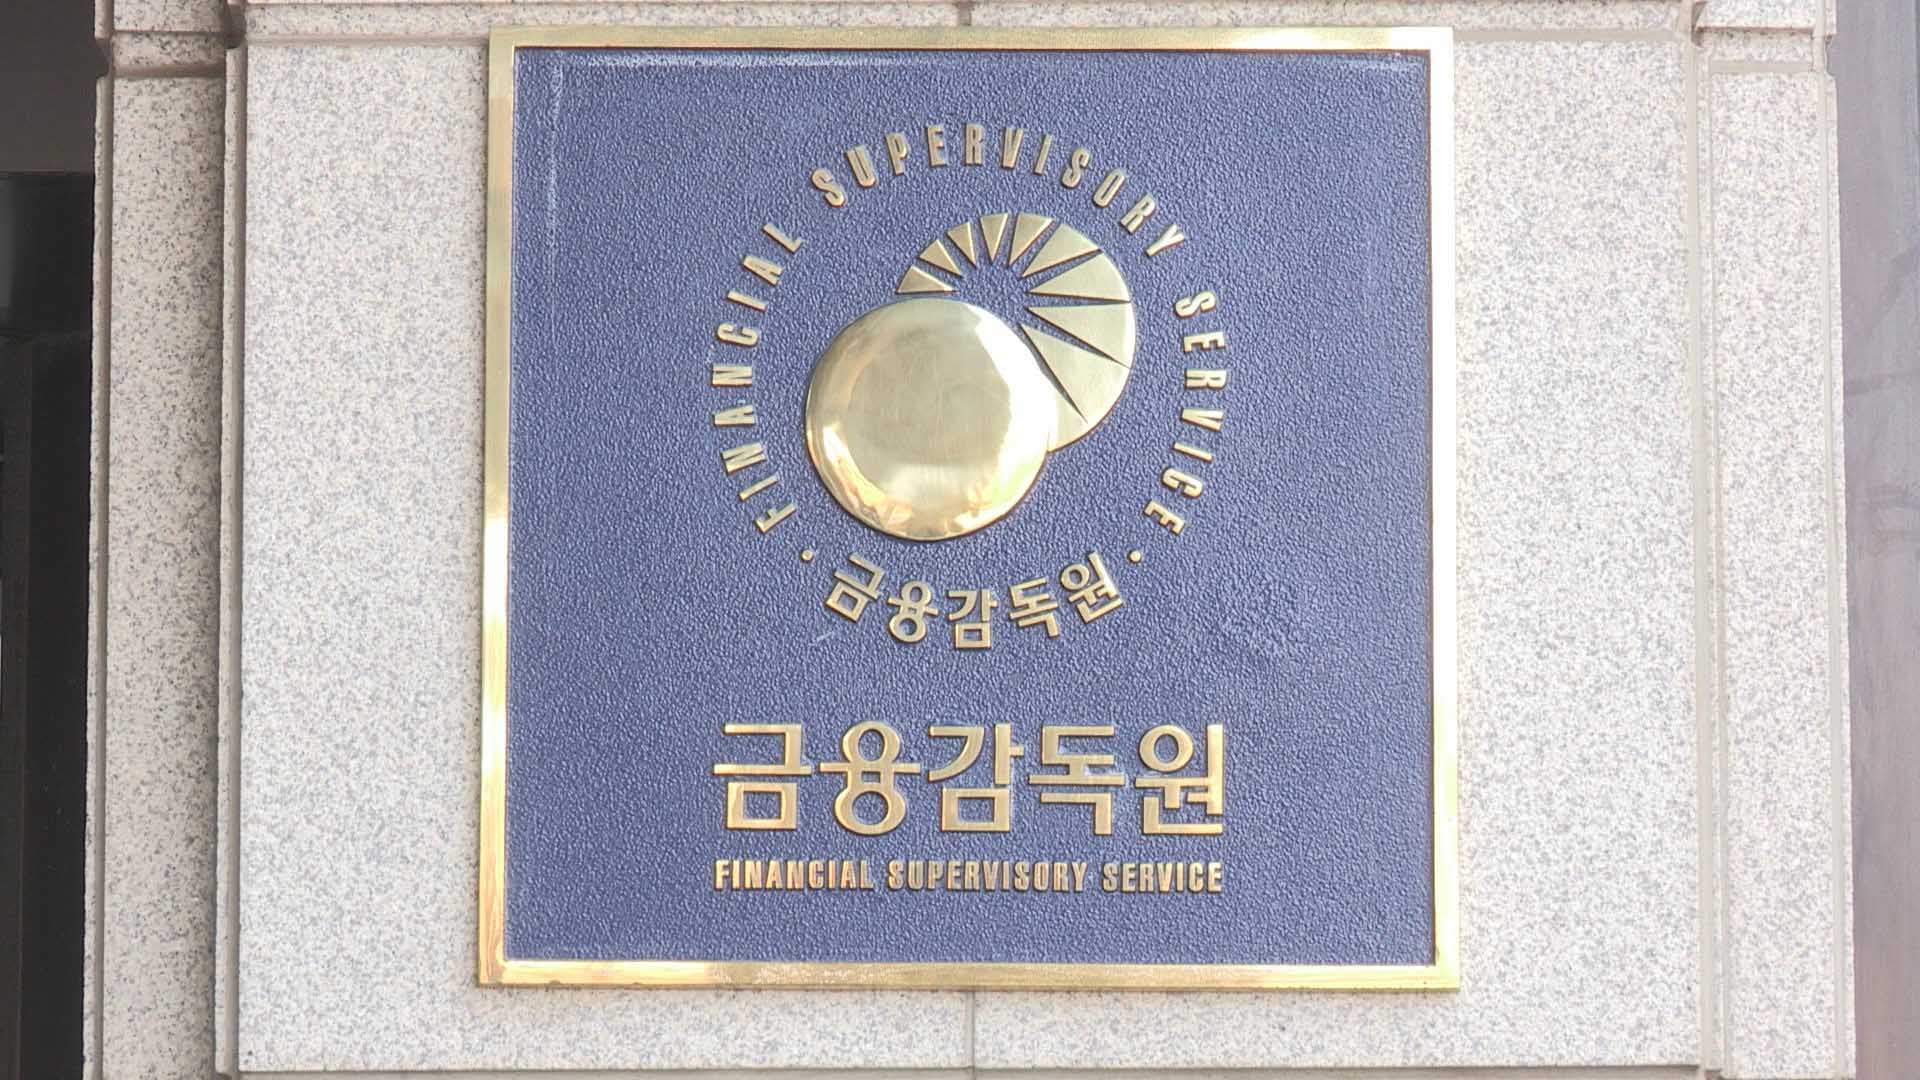 FINANCIAL SUPERVISORY SERVICE
· 금융감독원 ·
금융감독원
FINANCIAL SUPERVISORY SERVICE